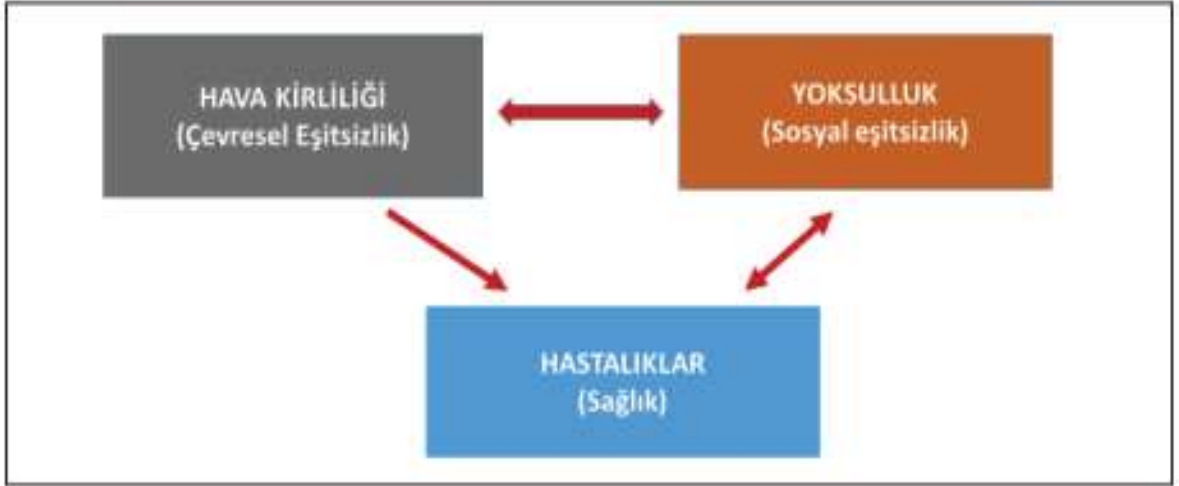 HAVA KİRLİLİĞİ
(Çevresel Eşitsizlik)
YOKSULLUK
(Sosyal eşitsizlik)
HASTALIKLAR
(Sağlık)